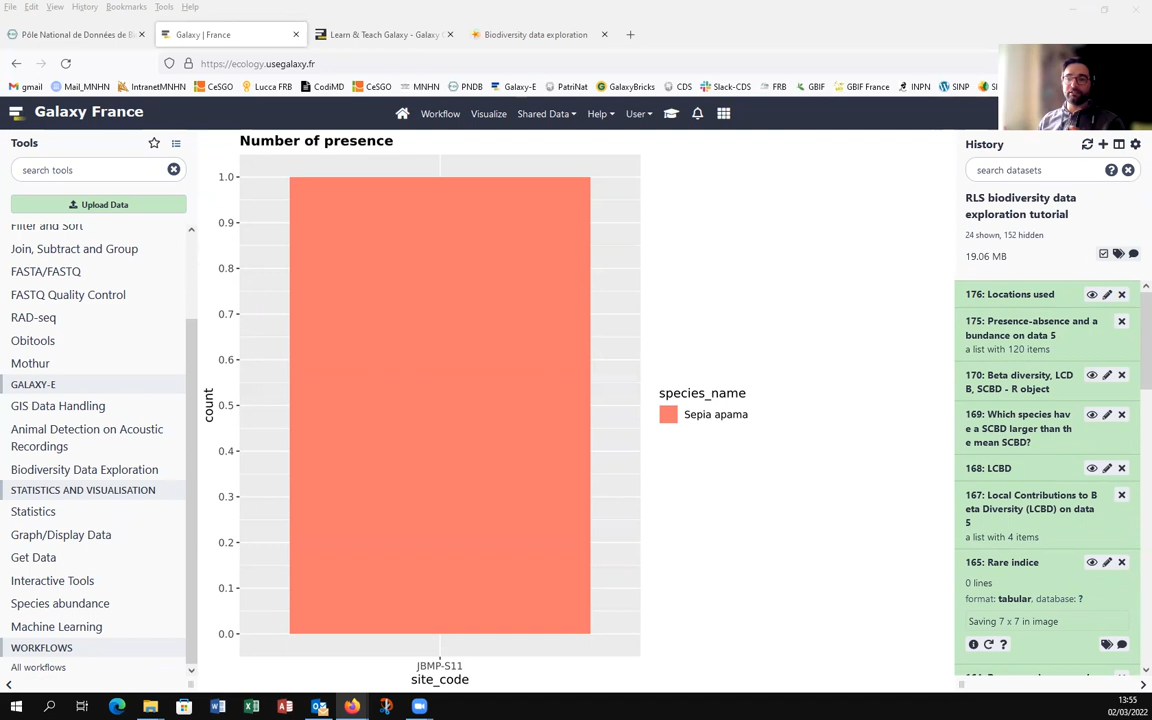 File Edit View History Bookmarks Tools Help
Pôle National de Données de Bi
Galaxy | France
Learn & Teach Galaxy - Galaxy C
Biodiversity data exploration
https://ecology.usegalaxy.fr
gmail Mail_MNHN IntranetMNHN CeSGO Lucca FRB CodiMD CeSGO MNHN PNDB Galaxy-E PatriNat GalaxyBricks CDS Slack-CDS FRB GBIF GBIF France INPN SINP
Galaxy France
Workflow Visualize Shared Data Help User
Tools
search tools
Upload Data
Filter and Sort
Join, Subtract and Group
FASTA/FASTQ
FASTQ Quality Control
RAD-seq
Obitools
Mothur
GALAXY-E
GIS Data Handling
Animal Detection on Acoustic
Recordings
Biodiversity Data Exploration
STATISTICS AND VISUALISATION
Statistics
Graph/Display Data
Get Data
Interactive Tools
Species abundance
Machine Learning
WORKFLOWS
All workflows
Number of presence
1.0
0.9
0.8
0.7
0.6
0.5
0.4
0.3
0.2
0.1
0.0
count
JBMP-S11
site_code
species_name
Sepia apama
History
search datasets
RLS biodiversity data
exploration tutorial
24 shown, 152 hidden
19.06 MB
176: Locations used
175: Presence-absence and a
bundance on data 5
a list with 120 items
170: Beta diversity, LCD
B, SCBD - R object
169: Which species hav
e a SCBD larger than th
e mean SCBD?
168: LCBD
167: Local Contributions to B
eta Diversity (LCBD) on data
5
a list with 4 items
165: Rare indice
0 lines
format: tabular, database: ?
Saving 7 x 7 in image
13:55
02/03/2022